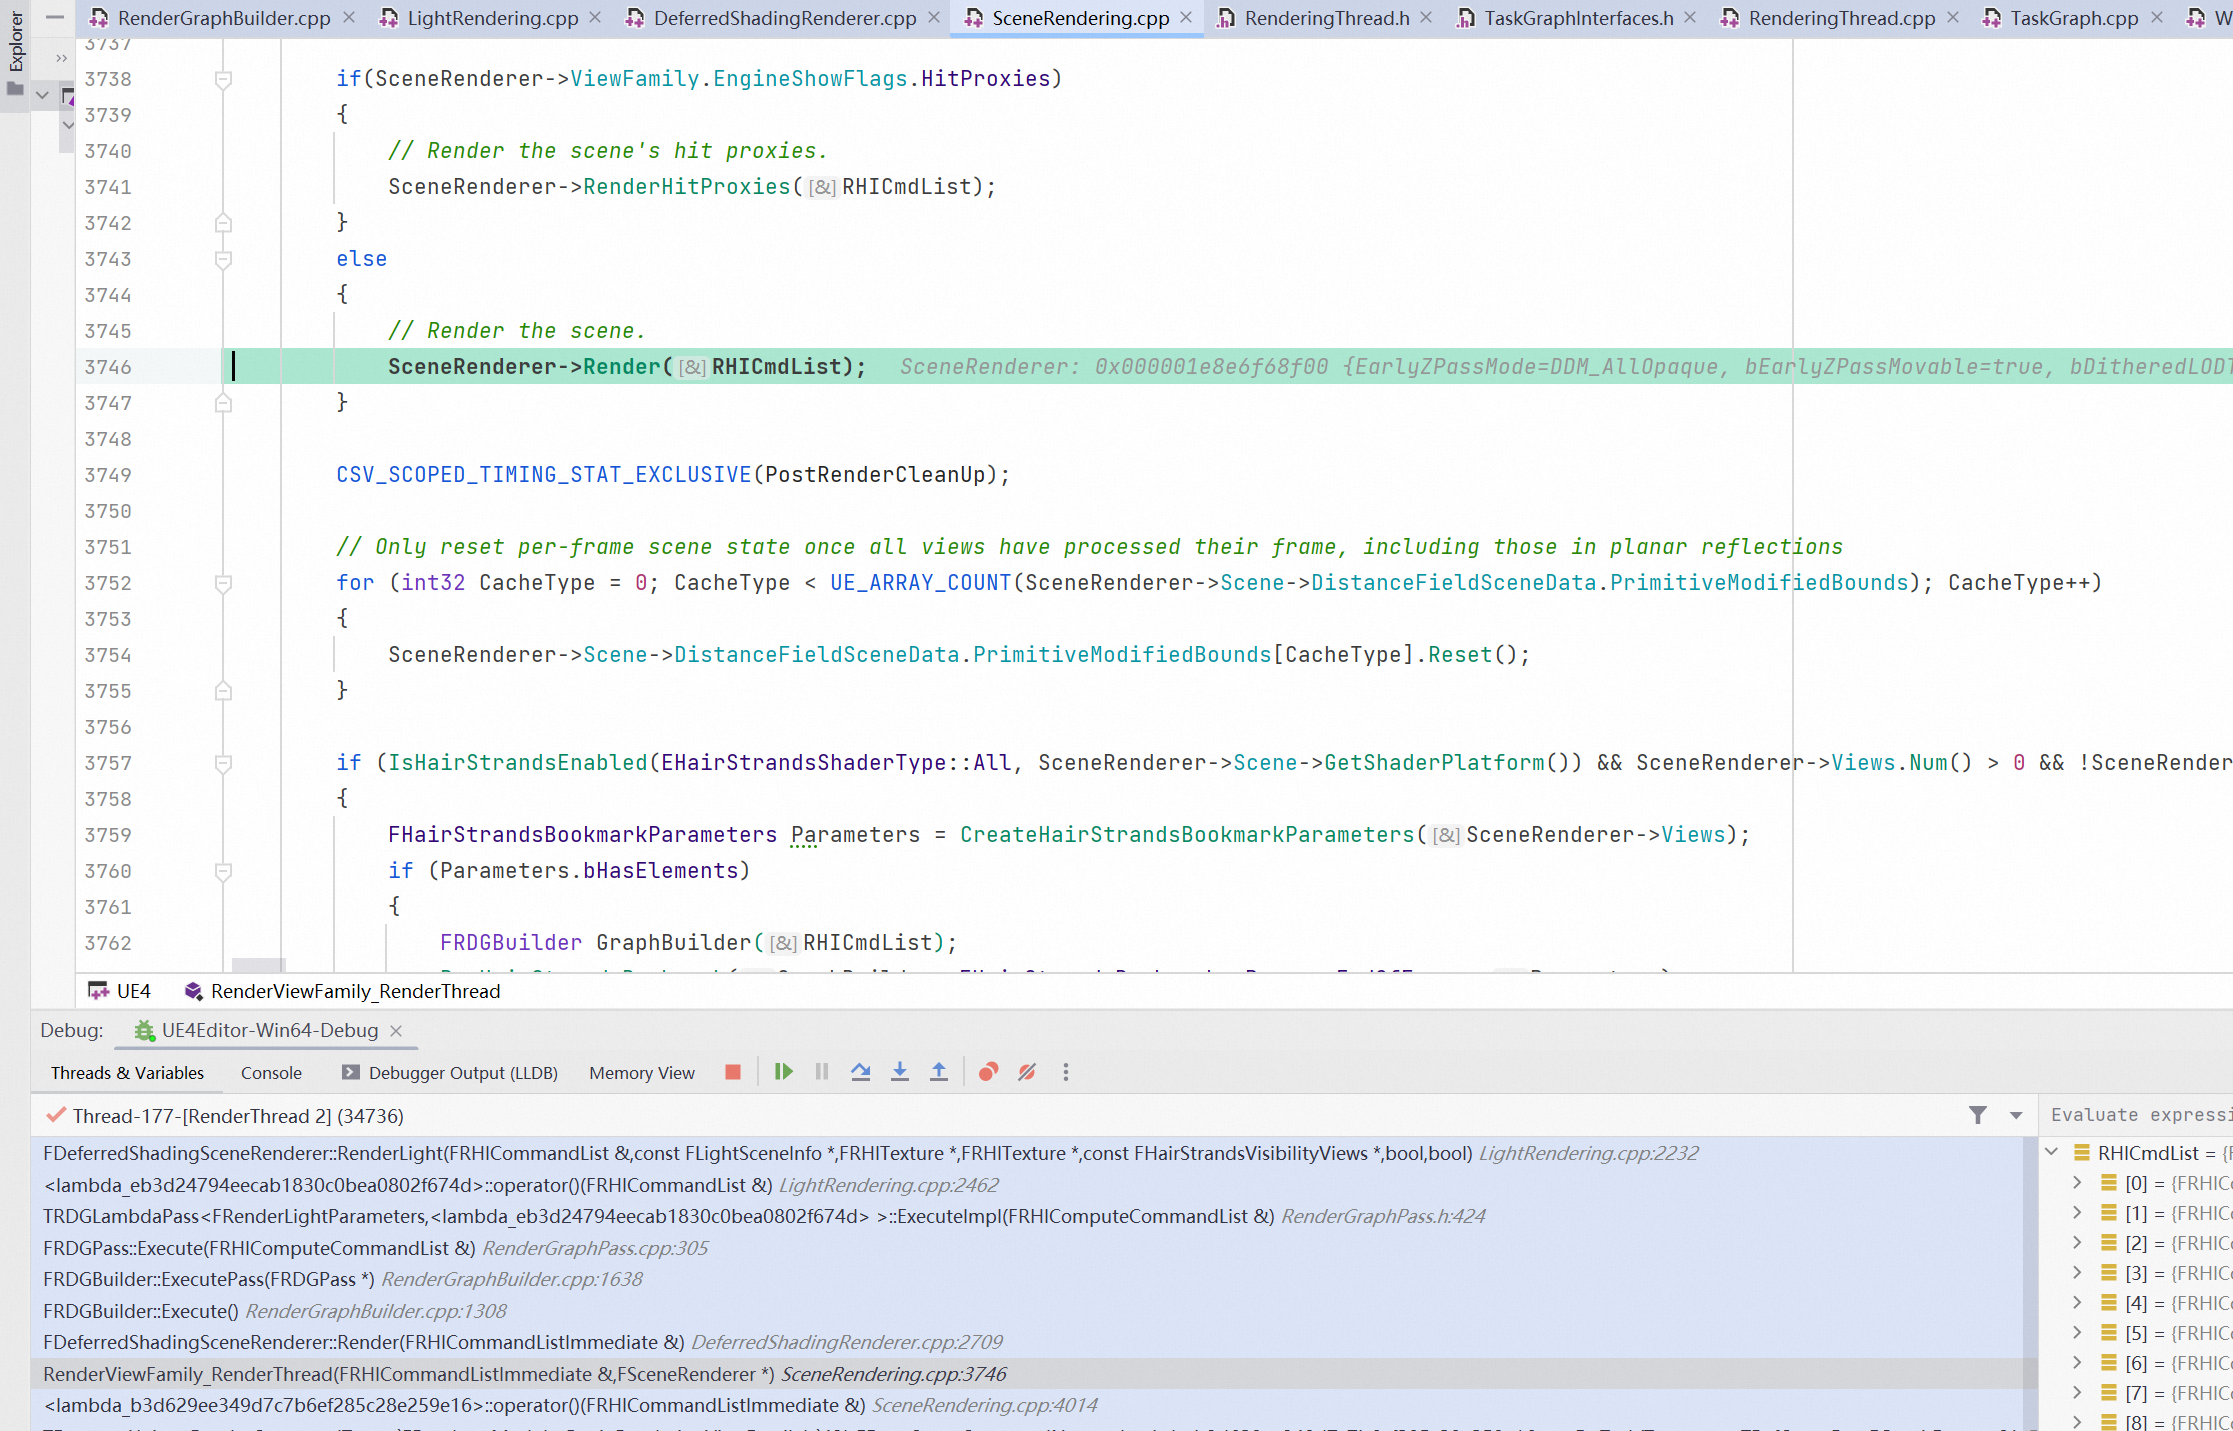 Explorer
RenderGraphBuilder.cpp LightRendering.cpp DeferredShadingRenderer.cpp SceneRendering.cpp RenderingThread.h TaskGraphInterfaces.h RenderingThread.cpp TaskGraph.cpp W
3737
3738 if(SceneRenderer->ViewFamily.EngineShowFlags.HitProxies)
3739 {
3740 // Render the scene's hit proxies.
3741 SceneRenderer->RenderHitProxies([&]RHICmdList);
3742 }
3743 else
3744 {
3745 // Render the scene.
3746 SceneRenderer->Render([&]RHICmdList); SceneRenderer: 0x000001e8e6f68f00 {EarlyZPassMode=DDM_AllOpaque, bEarlyZPassMovable=true, bDitheredLODT
3747 }
3748
3749 CSV_SCOPED_TIMING_STAT_EXCLUSIVE(PostRenderCleanUp);
3750
3751 // Only reset per-frame scene state once all views have processed their frame, including those in planar reflections
3752 for (int32 CacheType = 0; CacheType < UE_ARRAY_COUNT(SceneRenderer->Scene->DistanceFieldSceneData.PrimitiveModifiedBounds); CacheType++)
3753 {
3754 SceneRenderer->Scene->DistanceFieldSceneData.PrimitiveModifiedBounds[CacheType].Reset();
3755 }
3756
3757 if (IsHairStrandsEnabled(EHairStrandsShaderType::All, SceneRenderer->Scene->GetShaderPlatform()) && SceneRenderer->Views.Num() > 0 && !SceneRender
3758 {
3759 FHairStrandsBookmarkParameters Parameters = CreateHairStrandsBookmarkParameters([&]SceneRenderer->Views);
3760 if (Parameters.bHasElements)
3761 {
3762 FRDGBuilder GraphBuilder([&]RHICmdList);
UE4 RenderViewFamily_RenderThread
Debug: UE4Editor-Win64-Debug
Threads & Variables Console Debugger Output (LLDB) Memory View
Thread-177-[RenderThread 2] (34736)
Evaluate expressi
FDeferredShadingSceneRenderer::RenderLight(FRHICommandList &,const FLightSceneInfo *,FRHITexture *,FRHITexture *,const FHairStrandsVisibilityViews *,bool,bool) LightRendering.cpp:2232
<lambda_eb3d24794eecab1830c0bea0802f674d>::operator()(FRHICommandList &) LightRendering.cpp:2462
TRDGLambdaPass<FRenderLightParameters,<lambda_eb3d24794eecab1830c0bea0802f674d> >::ExecuteImpl(FRHIComputeCommandList &) RenderGraphPass.h:424
FRDGPass::Execute(FRHIComputeCommandList &) RenderGraphPass.cpp:305
FRDGBuilder::ExecutePass(FRDGPass *) RenderGraphBuilder.cpp:1638
FRDGBuilder::Execute() RenderGraphBuilder.cpp:1308
FDeferredShadingSceneRenderer::Render(FRHICommandListImmediate &) DeferredShadingRenderer.cpp:2709
RenderViewFamily_RenderThread(FRHICommandListImmediate &,FSceneRenderer *) SceneRendering.cpp:3746
<lambda_b3d629ee349d7c7b6ef285c28e259e16>::operator()(FRHICommandListImmediate &) SceneRendering.cpp:4014
RHICmdList = {F
[0] = {FRHICo
[1] = {FRHICo
[2] = {FRHICo
[3] = {FRHICo
[4] = {FRHICo
[5] = {FRHICo
[6] = {FRHICo
[7] = {FRHICo
[8] = {FRHICo